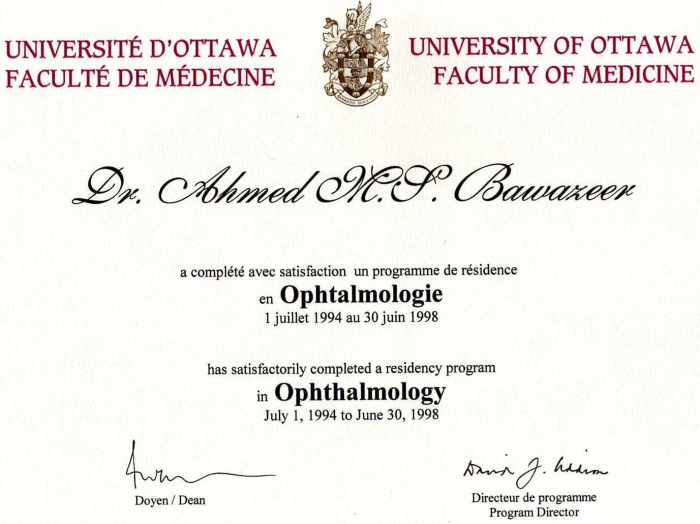 UNIVERSITÉ D'OTTAWA
FACULTÉ DE MÉDECINE
UNIVERSITY OF OTTAWA
FACULTY OF MEDICINE
Dr. Ahmed M.S. Bawazeer
a complété avec satisfaction un programme de résidence
en Ophtalmologie
1 juillet 1994 au 30 juin 1998
has satisfactorily completed a residency program
in Ophthalmology
July 1, 1994 to June 30, 1998
Doyen / Dean
David J.
Directeur de programme
Program Director